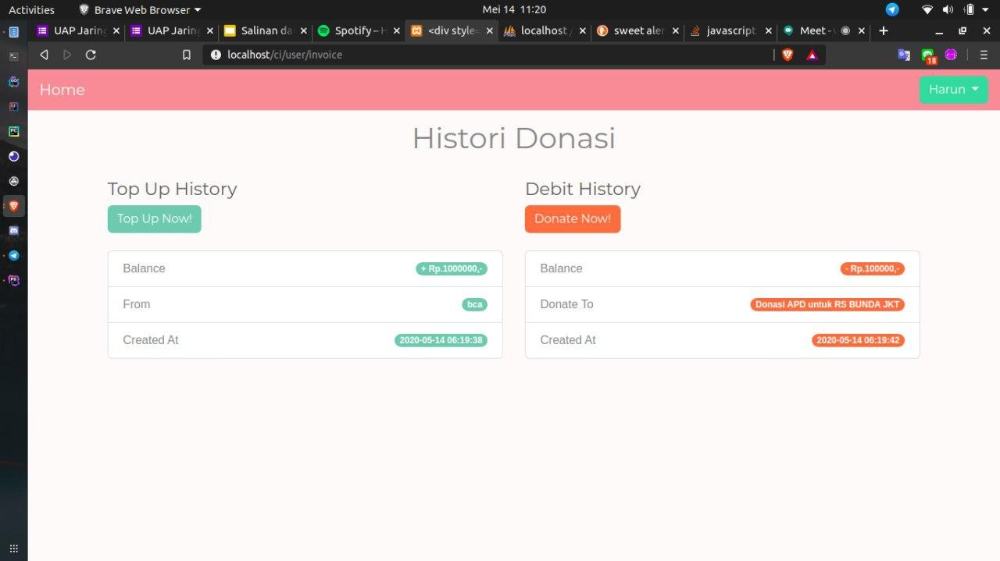 Activities Brave Web Browser Mei 14 11:20
UAP Jaring UAP Jaring Salinan da Spotify – H <div style= localhost / sweet aler javascript Meet -
localhost/ci/user/invoice 18
Home Harun
Histori Donasi
Top Up History
Top Up Now!
Balance + Rp.1000000,-
From bca
Created At 2020-05-14 06:19:38
Debit History
Donate Now!
Balance - Rp.100000,-
Donate To Donasi APD untuk RS BUNDA JKT
Created At 2020-05-14 06:19:42